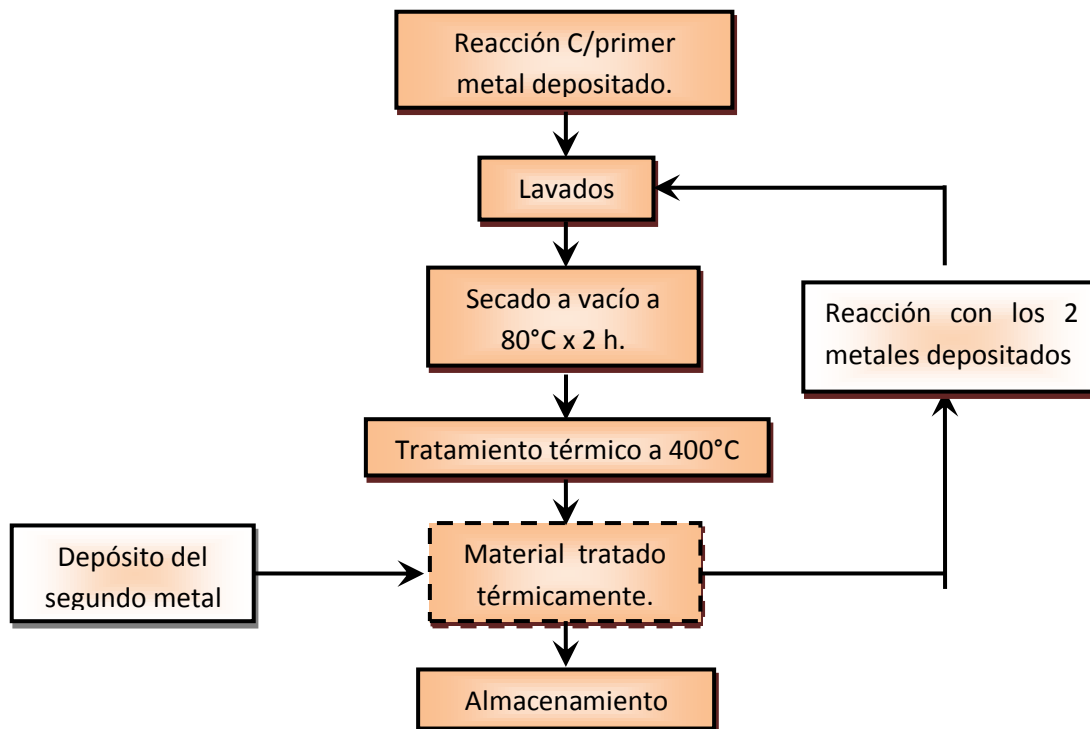 Reacción C/primer
metal depositado.
Lavados
Secado a vacío a
80°C x 2 h.
Reacción con los 2
metales depositados
Tratamiento térmico a 400°C
Depósito del
segundo metal
Material tratado
térmicamente.
Almacenamiento